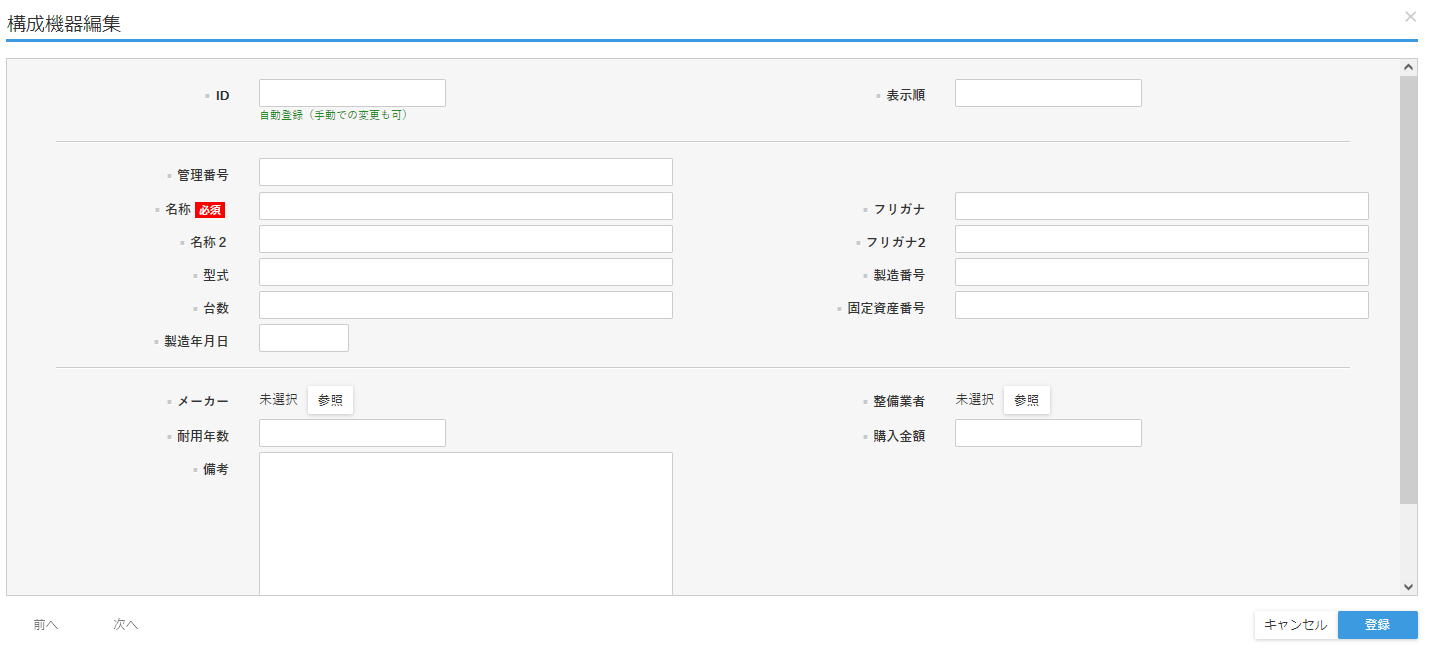 構成機器編集
ID
自動登録（手動での変更も可）
表示順
管理番号
名称 必須
フリガナ
名称２
フリガナ2
型式
製造番号
台数
固定資産番号
製造年月日
メーカー 未選択 参照
整備業者 未選択 参照
耐用年数
購入金額
備考
前へ 次へ
キャンセル 登録